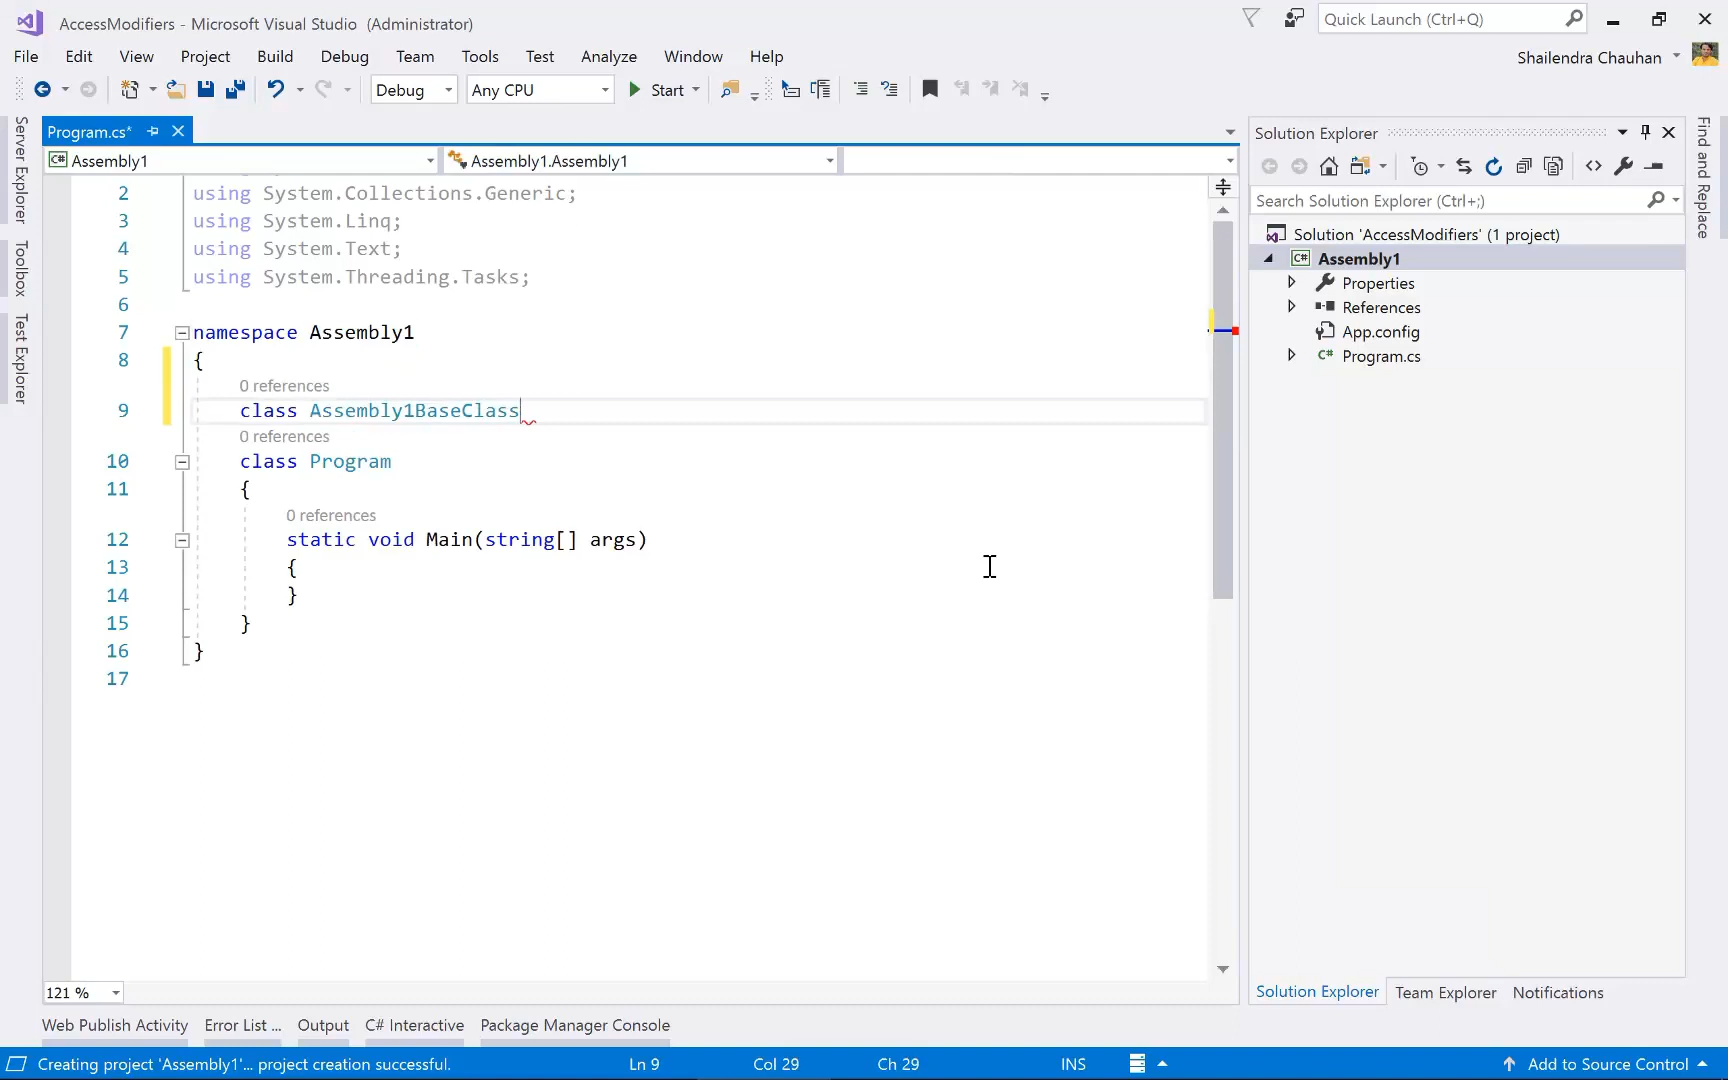 AccessModifiers - Microsoft Visual Studio (Administrator)
Quick Launch (Ctrl+Q)
File Edit View Project Build Debug Team Tools Test Analyze Window Help
Shailendra Chauhan
Debug Any CPU Start
Server Explorer
Toolbox
Test Explorer
Program.cs*
Assembly1
Assembly1.Assembly1
2 using System.Collections.Generic;
3 using System.Linq;
4 using System.Text;
5 using System.Threading.Tasks;
6
7 namespace Assembly1
8 {
0 references
9 class Assembly1BaseClass
0 references
10 class Program
11 {
0 references
12 static void Main(string[] args)
13 {
14 }
15 }
16 }
17
121 %
Solution Explorer
Search Solution Explorer (Ctrl+;)
Solution 'AccessModifiers' (1 project)
C# Assembly1
Properties
References
App.config
C# Program.cs
Solution Explorer Team Explorer Notifications
Find and Replace
Web Publish Activity Error List ... Output C# Interactive Package Manager Console
Creating project 'Assembly1'... project creation successful. Ln 9 Col 29 Ch 29 INS Add to Source Control